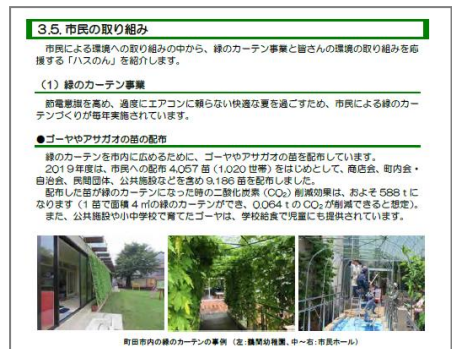 3.5. 市民の取り組み
市民による環境への取り組みの中から、緑のカーテン事業と皆さんの環境の取り組みを応
援する「ハスのん」を紹介します。
（1）緑のカーテン事業
節電意識を高め、過度にエアコンに頼らない快適な夏を過ごすため、市民による緑のカー
テンづくりが毎年実施されています。
●ゴーヤやアサガオの苗の配布
緑のカーテンを市内に広めるために、ゴーヤやアサガオの苗を配布しています。
2019年度は、市民への配布 4,057 苗（1,020 世帯）をはじめとして、商店会、町内会・
自治会、民間団体、公共施設などを含め 9,186 苗を配布しました。
配布した苗が緑のカーテンになった時の二酸化炭素（CO₂）削減効果は、およそ 588 t に
なります（1 苗で面積 4 ㎡の緑のカーテンができ、0.064 t の CO₂ が削減できると想定）。
また、公共施設や小中学校で育てたゴーヤは、学校給食で児童にも提供されています。
町田市内の緑のカーテンの事例（左：鶴間幼稚園、中～右：市民ホール）